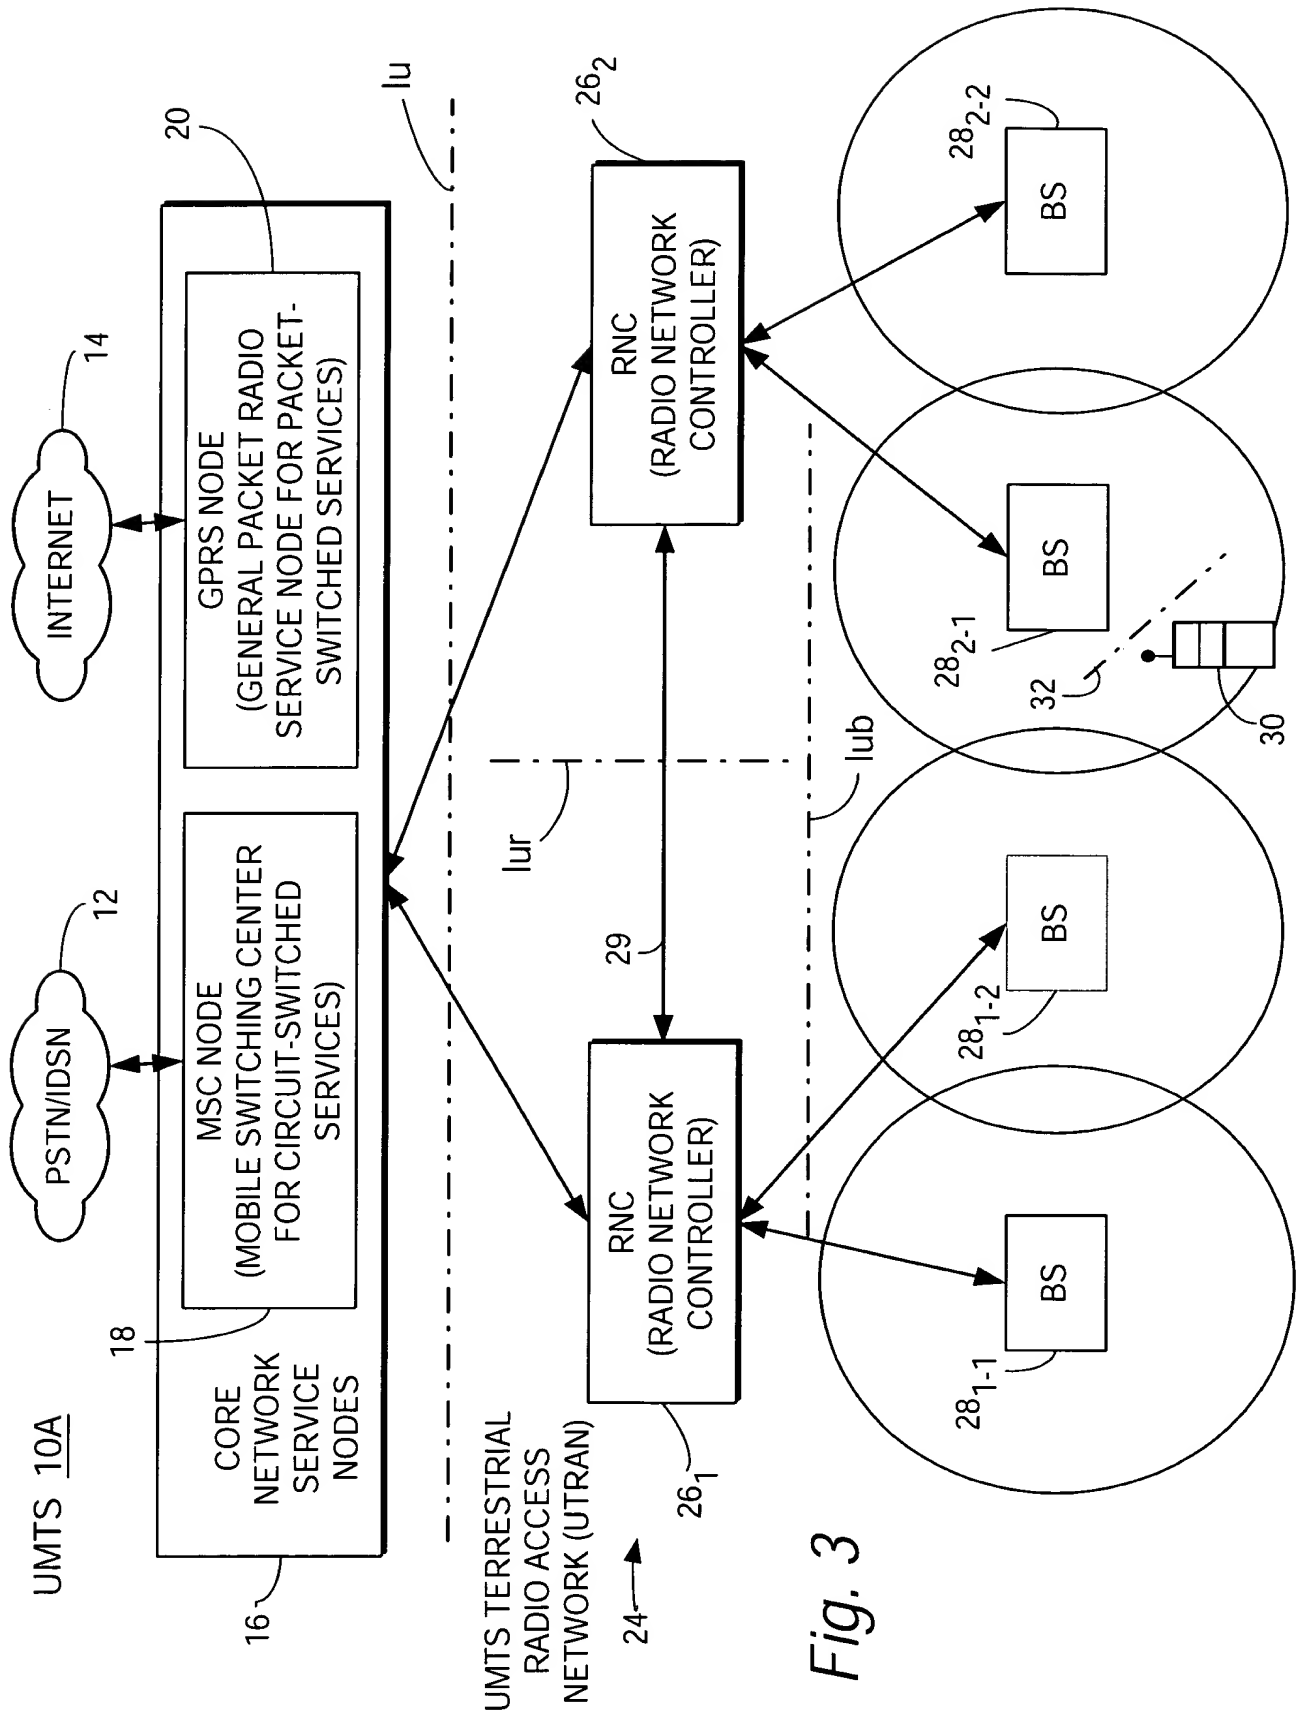 UMTS 10A
PSTN/IDSN
12
INTERNET
14
16
CORE
NETWORK
SERVICE
NODES
18
MSC NODE
(MOBILE SWITCHING CENTER
FOR CIRCUIT-SWITCHED
SERVICES)
GPRS NODE
(GENERAL PACKET RADIO
SERVICE NODE FOR PACKET-
SWITCHED SERVICES)
20
Iu
UMTS TERRESTRIAL
RADIO ACCESS
NETWORK (UTRAN)
24
26₁
RNC
(RADIO NETWORK
CONTROLLER)
29
Iur
26₂
RNC
(RADIO NETWORK
CONTROLLER)
Iub
28₁₋₁
BS
28₁₋₂
BS
28₂₋₁
BS
28₂₋₂
BS
32
30
Fig. 3